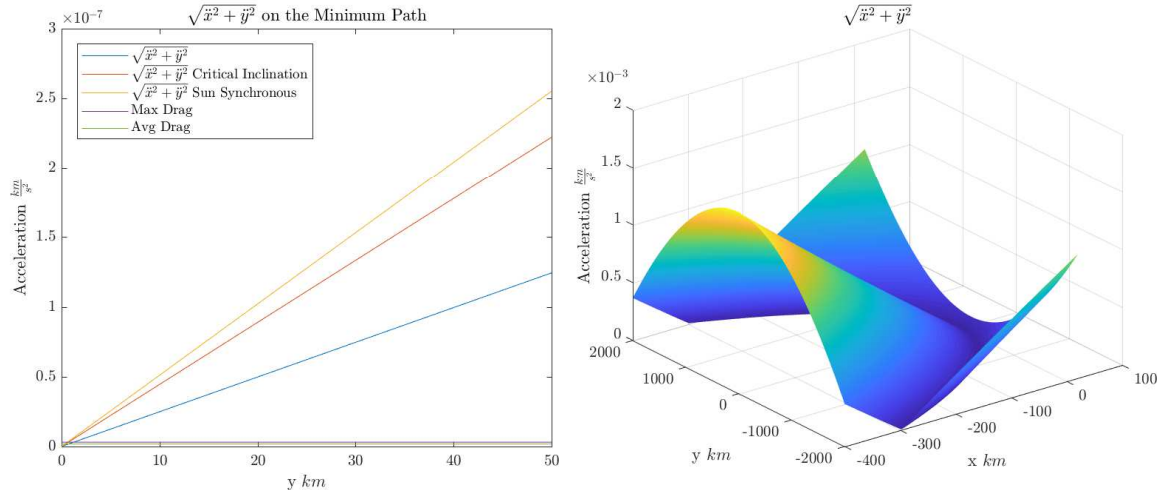 ×10⁻⁷
√ẍ² + ÿ² on the Minimum Path
3
2.5
2
1.5
1
0.5
0
Acceleration km/s²
√ẍ² + ÿ²
√ẍ² + ÿ² Critical Inclination
√ẍ² + ÿ² Sun Synchronous
Max Drag
Avg Drag
0 10 20 30 40 50
y km
√ẍ² + ÿ²
×10⁻³
2
1.5
1
0.5
0
Acceleration km/s²
2000
1000
0
-1000
-2000
y km
-400
-300
-200
-100
0
100
x km